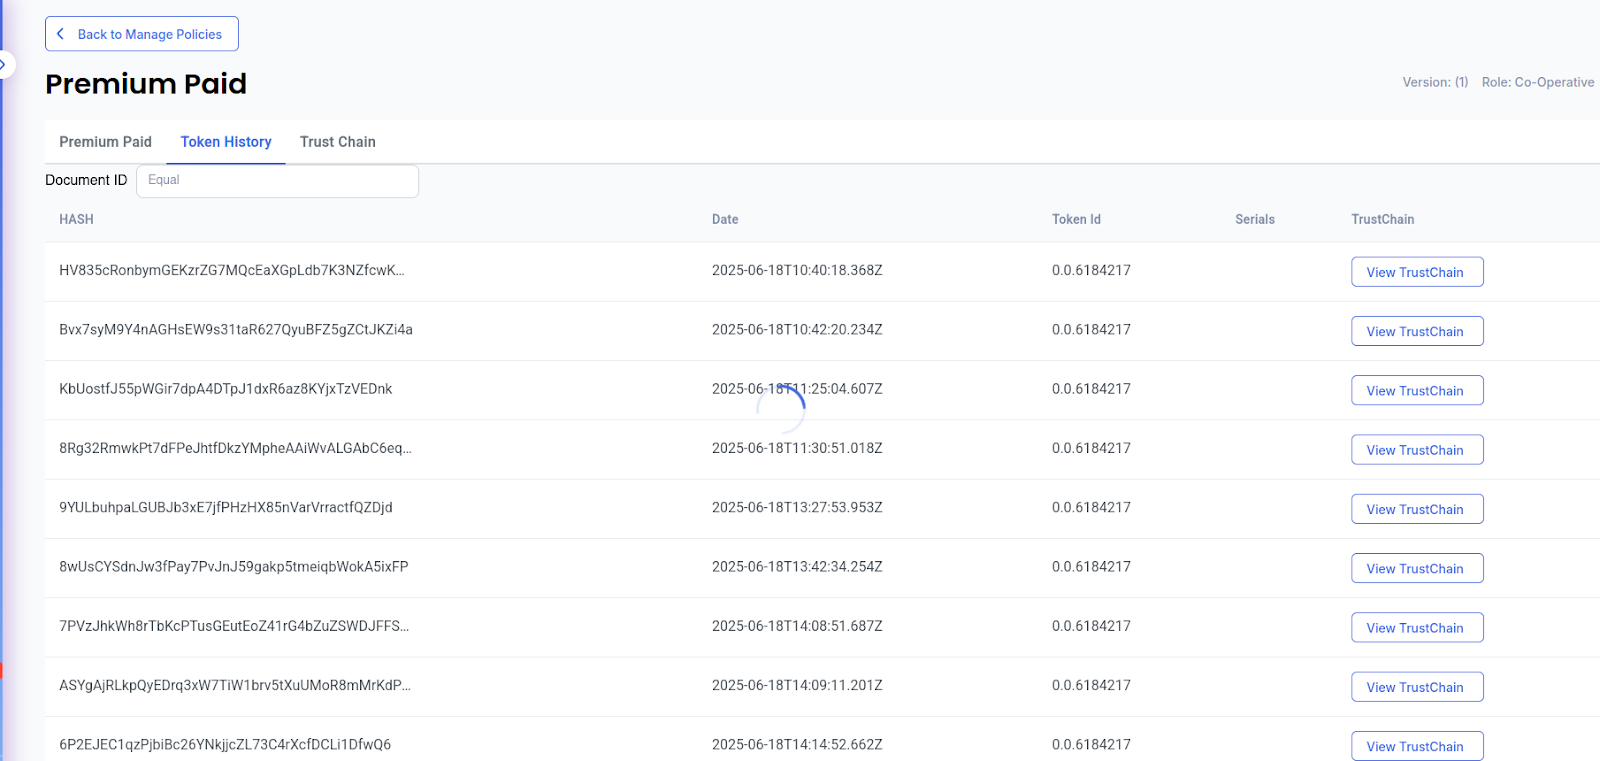 Back to Manage Policies
Premium Paid
Version: (1) Role: Co-Operative
Premium Paid Token History Trust Chain
Document ID Equal
HASH Date Token Id Serials TrustChain
HV835cRonbymGEKzrZG7MQcEaXGpLdb7K3NZfcwK... 2025-06-18T10:40:18.368Z 0.0.6184217 View TrustChain
Bvx7syM9Y4nAGHsEW9s31taR627QyuBFZ5gZCtJKZi4a 2025-06-18T10:42:20.234Z 0.0.6184217 View TrustChain
KbUostfJ55pWGir7dpA4DTpJ1dxR6az8KYjxTzVEDnk 2025-06-18T11:25:04.607Z 0.0.6184217 View TrustChain
8Rg32RmwkPt7dFPeJhtfDkzYMpheAAiWvALGAbC6eq... 2025-06-18T11:30:51.018Z 0.0.6184217 View TrustChain
9YULbuhpaLGUBJb3xE7jfPHzHX85nVarVrractfQZDjd 2025-06-18T13:27:53.953Z 0.0.6184217 View TrustChain
8wUsCYSdnJw3fPay7PvJnJ59gakp5tmeiqbWokA5ixFP 2025-06-18T13:42:34.254Z 0.0.6184217 View TrustChain
7PVzJhkWh8rTbKcPTusGEutEoZ41rG4bZuZSWDJFFS... 2025-06-18T14:08:51.687Z 0.0.6184217 View TrustChain
ASYgAjRLkpQyEDrq3xW7TiW1brv5tXuUMoR8mMrKdP... 2025-06-18T14:09:11.201Z 0.0.6184217 View TrustChain
6P2EJEC1qzPjbiBc26YNkjjcZL73C4rXcfDCLi1DfwQ6 2025-06-18T14:14:52.662Z 0.0.6184217 View TrustChain